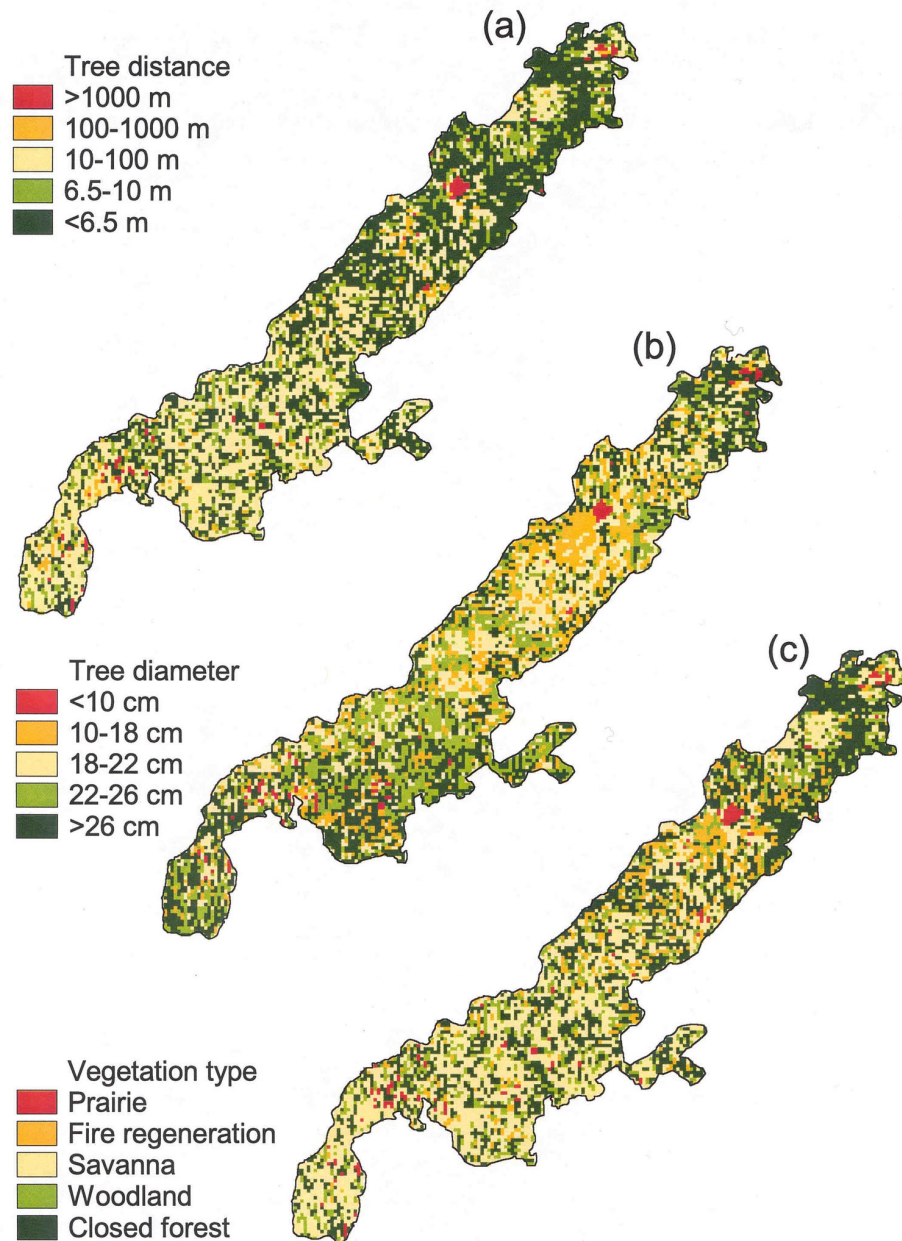 (a)
Tree distance
>1000 m
100-1000 m
10-100 m
6.5-10 m
<6.5 m
(b)
Tree diameter
<10 cm
10-18 cm
18-22 cm
22-26 cm
>26 cm
(c)
Vegetation type
Prairie
Fire regeneration
Savanna
Woodland
Closed forest